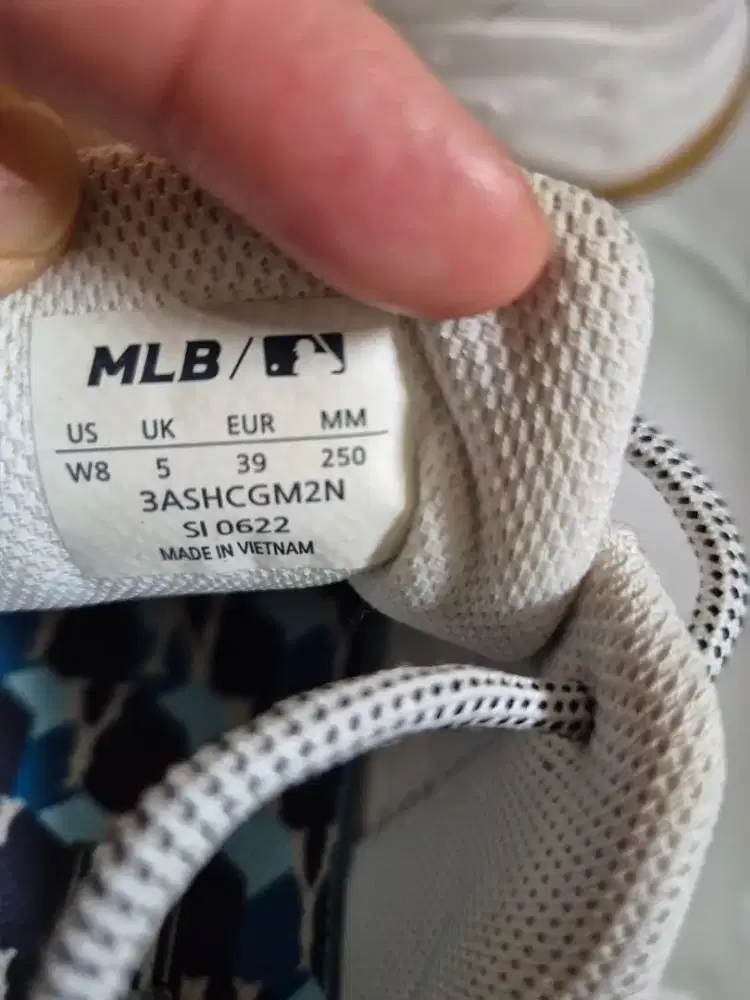 MLB /
US UK EUR MM
W8 5 39 250
3ASHCGM2N
SI 0622
MADE IN VIETNAM